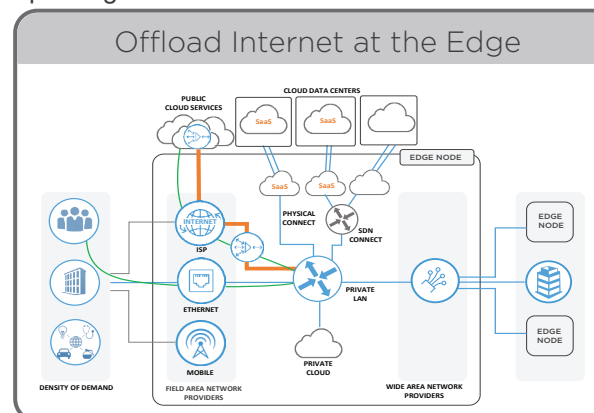 Offload Internet at the Edge
PUBLIC
CLOUD SERVICES
CLOUD DATA CENTERS
SaaS
SaaS
EDGE NODE
SaaS
SaaS
PHYSICAL
CONNECT
SDN
CONNECT
INTERNET
ISP
EDGE
NODE
ETHERNET
PRIVATE
LAN
MOBILE
PRIVATE
CLOUD
EDGE
NODE
DENSITY OF DEMAND
FIELD AREA NETWORK
PROVIDERS
WIDE AREA NETWORK
PROVIDERS